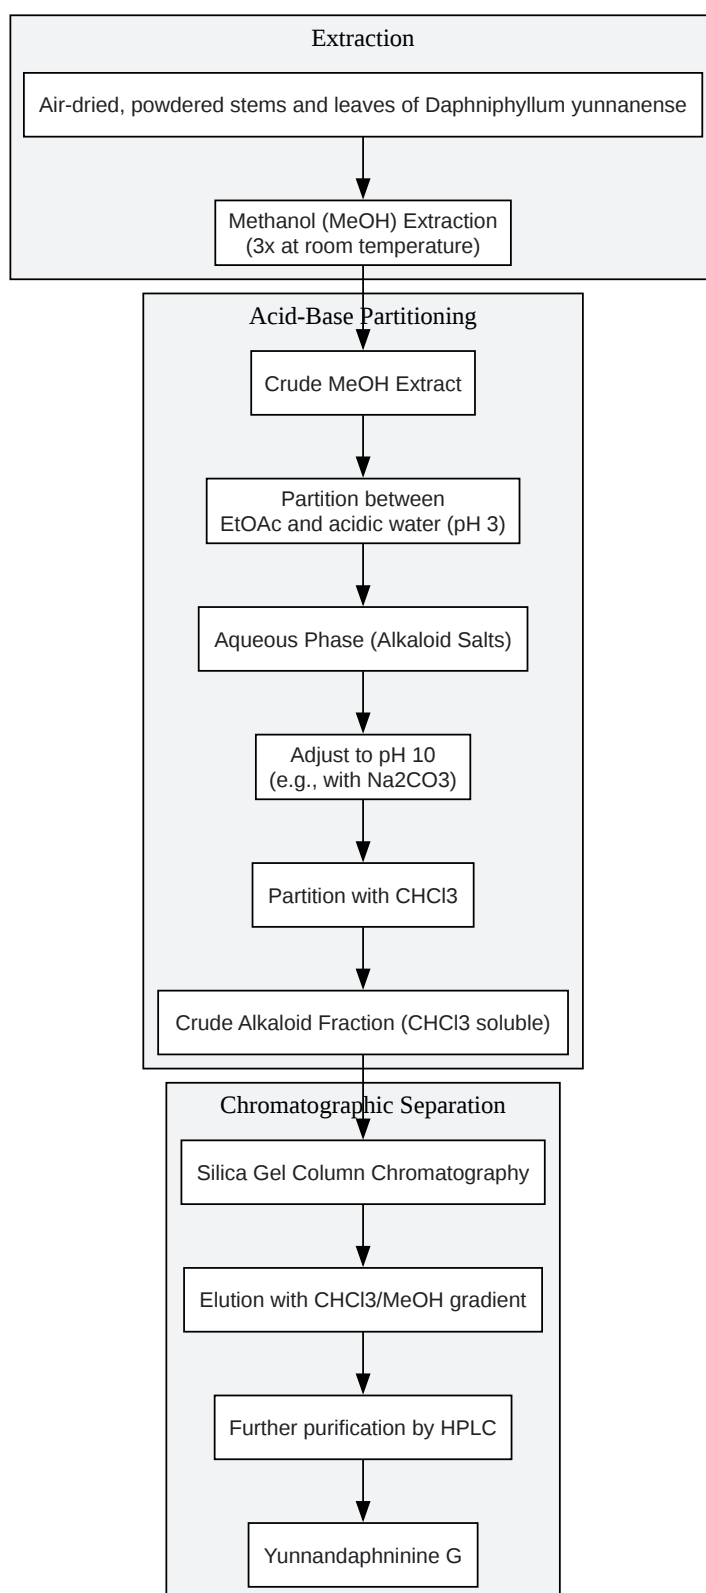 Extraction
Air-dried, powdered stems and leaves of Daphniphyllum yunnanense
Methanol (MeOH) Extraction
(3x at room temperature)
Acid-Base Partitioning
Crude MeOH Extract
Partition between
EtOAc and acidic water (pH 3)
Aqueous Phase (Alkaloid Salts)
Adjust to pH 10
(e.g., with Na2CO3)
Partition with CHCl3
Crude Alkaloid Fraction (CHCl3 soluble)
Chromatographic Separation
Silica Gel Column Chromatography
Elution with CHCl3/MeOH gradient
Further purification by HPLC
Yunnandaphninine G